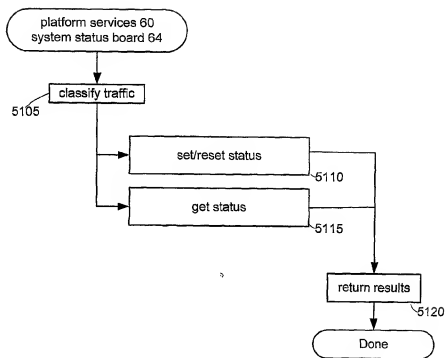 platform services 60
system status board 64
classify traffic
5105
set/reset status
5110
get status
5115
return results
5120
Done